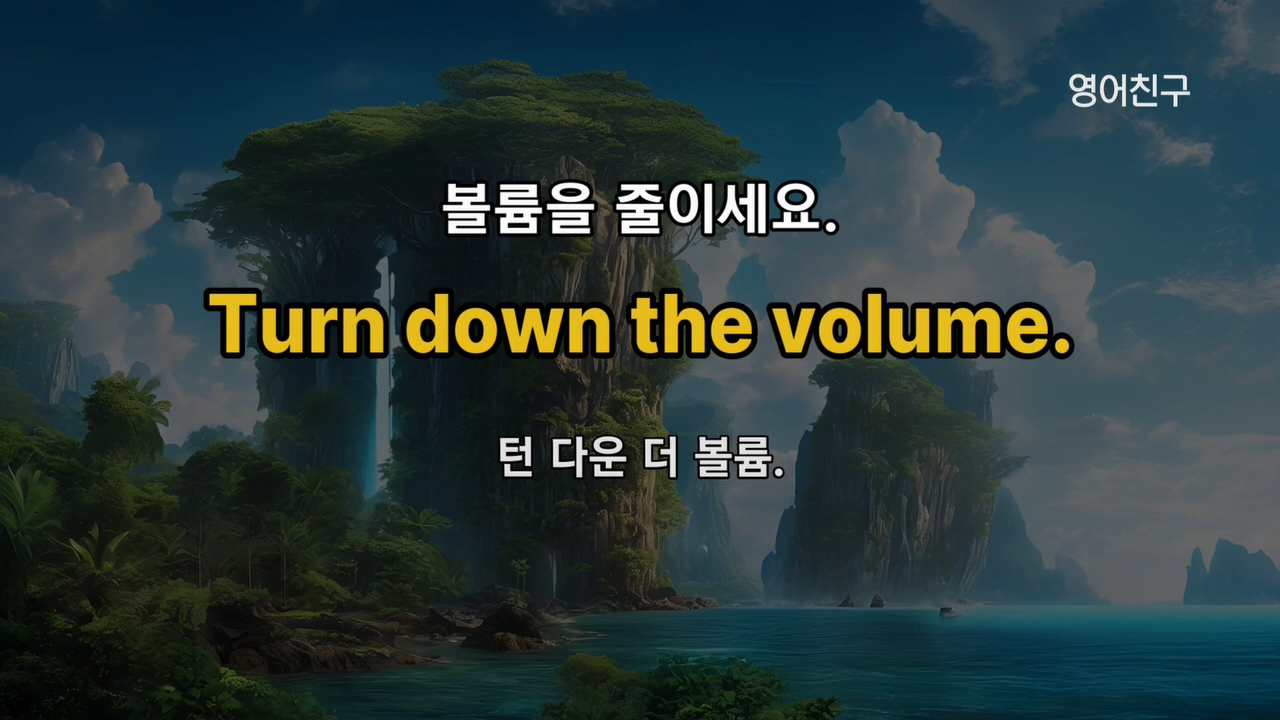 영어친구
볼륨을 줄이세요.
Turn down the volume.
턴 다운 더 볼륨.